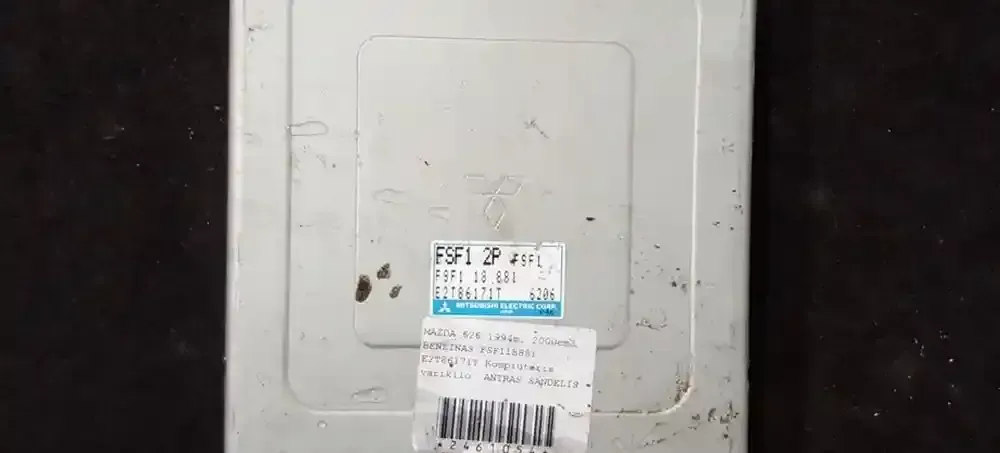 FSF1 2P FSF1
FSF1 18 881
E2T86171T 6206
MITSUBISHI ELECTRIC CORP.
MAZDA 626 1994m. 2000cm3
BENZINAS FSF118881
E2T86171T Kompiuteris
variklio ANTRAS SANDELIS